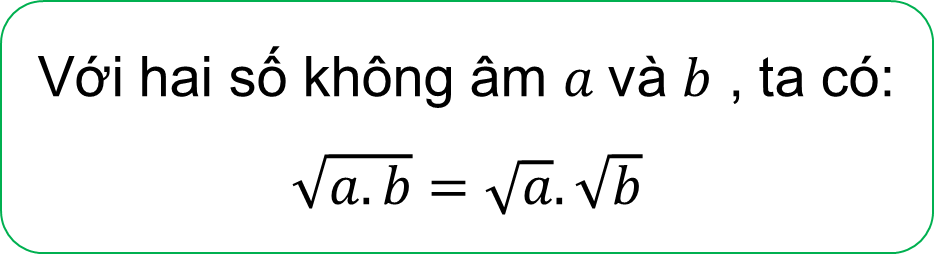 Với hai số không âm a và b , ta có:
√a.b = √a.√b